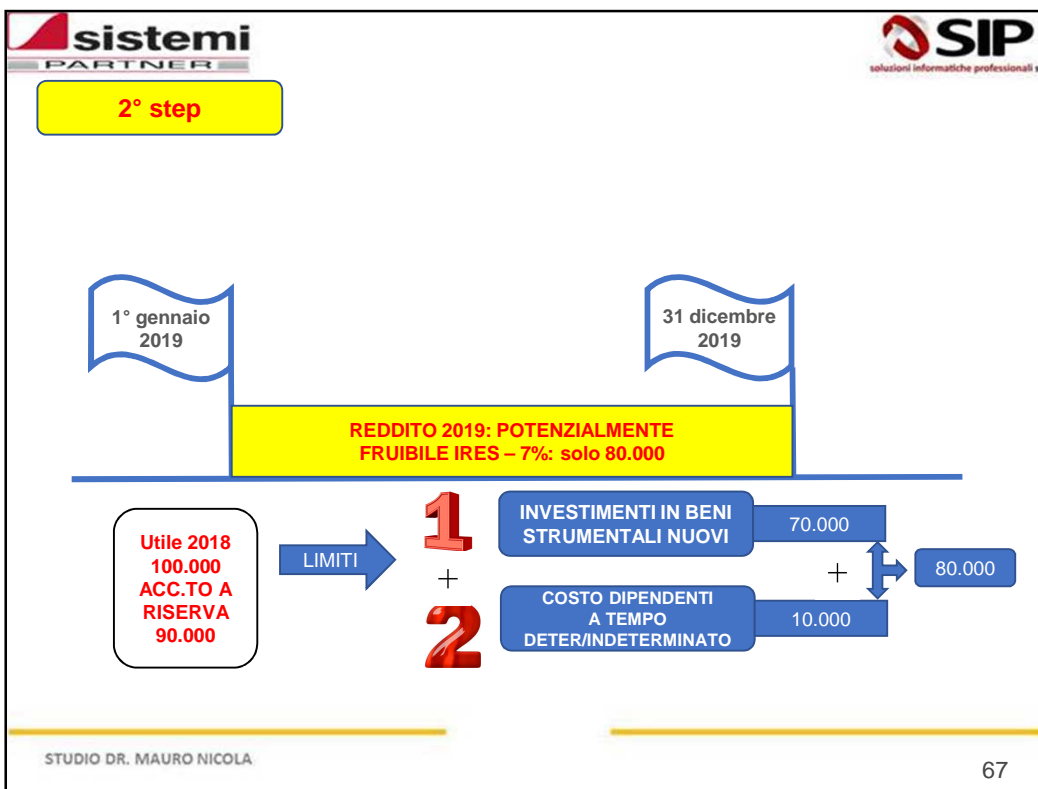 sistemi
PARTNER
SIP
soluzioni informatiche professionali s
2° step
1° gennaio
2019
31 dicembre
2019
REDDITO 2019: POTENZIALMENTE
FRUIBILE IRES – 7%: solo 80.000
Utile 2018
100.000
ACC.TO A
RISERVA
90.000
LIMITI
1
+
2
INVESTIMENTI IN BENI
STRUMENTALI NUOVI
70.000
+
80.000
COSTO DIPENDENTI
A TEMPO
DETER/INDETERMINATO
10.000
STUDIO DR. MAURO NICOLA
67